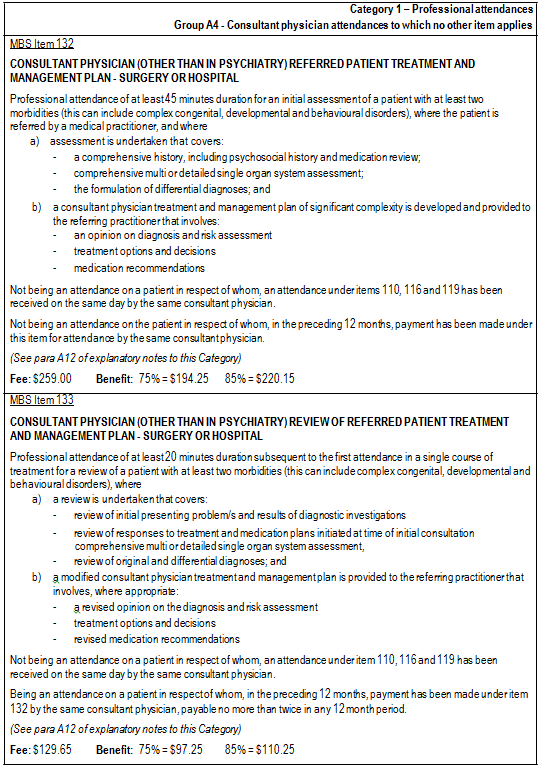 Category 1 – Professional attendances
Group A4 - Consultant physician attendances to which no other item applies
MBS Item 132
CONSULTANT PHYSICIAN (OTHER THAN IN PSYCHIATRY) REFERRED PATIENT TREATMENT AND
MANAGEMENT PLAN - SURGERY OR HOSPITAL
Professional attendance of at least 45 minutes duration for an initial assessment of a patient with at least two
morbidities (this can include complex congenital, developmental and behavioural disorders), where the patient is
referred by a medical practitioner, and where
a) assessment is undertaken that covers:
- a comprehensive history, including psychosocial history and medication review;
- comprehensive multi or detailed single organ system assessment;
- the formulation of differential diagnoses; and
b) a consultant physician treatment and management plan of significant complexity is developed and provided to
the referring practitioner that involves:
- an opinion on diagnosis and risk assessment
- treatment options and decisions
- medication recommendations
Not being an attendance on a patient in respect of whom, an attendance under items 110, 116 and 119 has been
received on the same day by the same consultant physician.
Not being an attendance on the patient in respect of whom, in the preceding 12 months, payment has been made under
this item for attendance by the same consultant physician.
(See para A12 of explanatory notes to this Category)
Fee: $259.00 Benefit: 75% = $194.25 85% = $220.15
MBS Item 133
CONSULTANT PHYSICIAN (OTHER THAN IN PSYCHIATRY) REVIEW OF REFERRED PATIENT TREATMENT
AND MANAGEMENT PLAN - SURGERY OR HOSPITAL
Professional attendance of at least 20 minutes duration subsequent to the first attendance in a single course of
treatment for a review of a patient with at least two morbidities (this can include complex congenital, developmental and
behavioural disorders), where
a) a review is undertaken that covers:
- review of initial presenting problem/s and results of diagnostic investigations
- review of responses to treatment and medication plans initiated at time of initial consultation
comprehensive multi or detailed single organ system assessment,
- review of original and differential diagnoses; and
b) a modified consultant physician treatment and management plan is provided to the referring practitioner that
involves, where appropriate:
- a revised opinion on the diagnosis and risk assessment
- treatment options and decisions
- revised medication recommendations
Not being an attendance on a patient in respect of whom, an attendance under item 110, 116 and 119 has been
received on the same day by the same consultant physician.
Being an attendance on a patient in respect of whom, in the preceding 12 months, payment has been made under item
132 by the same consultant physician, payable no more than twice in any 12 month period.
(See para A12 of explanatory notes to this Category)
Fee: $129.65 Benefit: 75% = $97.25 85% = $110.25